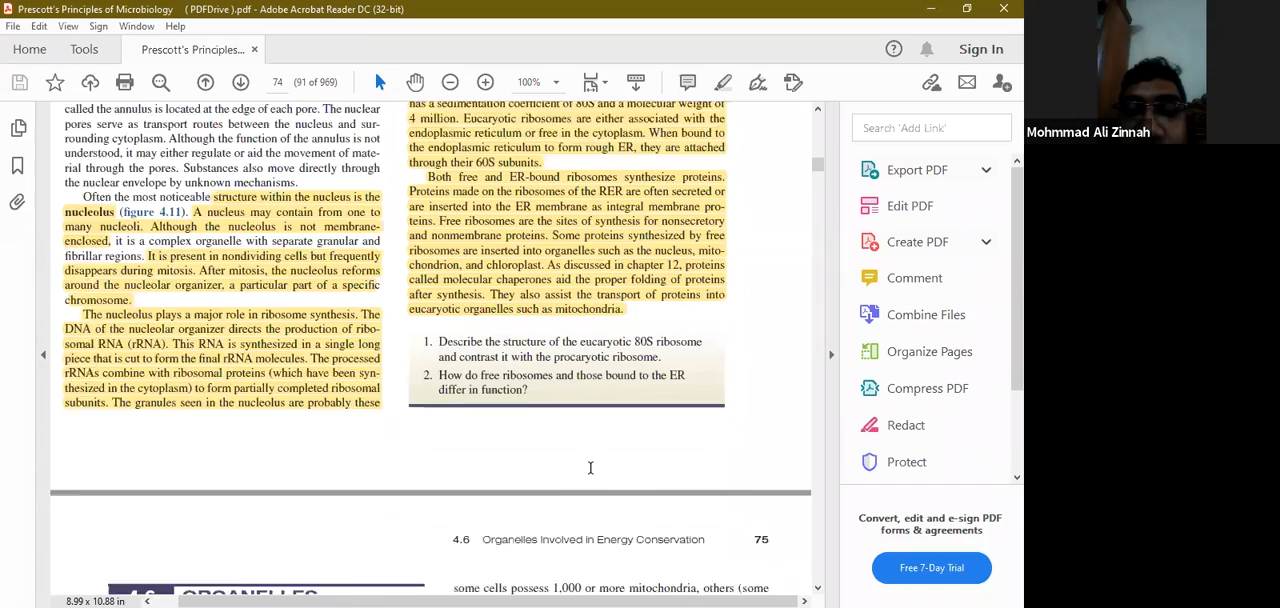 Prescott's Principles of Microbiology ( PDFDrive ).pdf - Adobe Acrobat Reader DC (32-bit)
File Edit View Sign Window Help
Home Tools Prescott's Principles... × Sign In
74 (91 of 969) 100%
called the annulus is located at the edge of each pore. The nuclear
pores serve as transport routes between the nucleus and sur-
rounding cytoplasm. Although the function of the annulus is not
understood, it may either regulate or aid the movement of mate-
rial through the pores. Substances also move directly through
the nuclear envelope by unknown mechanisms.
Often the most noticeable structure within the nucleus is the
nucleolus (figure 4.11). A nucleus may contain from one to
many nucleoli. Although the nucleolus is not membrane-
enclosed, it is a complex organelle with separate granular and
fibrillar regions. It is present in nondividing cells but frequently
disappears during mitosis. After mitosis, the nucleolus reforms
around the nucleolar organizer, a particular part of a specific
chromosome.
The nucleolus plays a major role in ribosome synthesis. The
DNA of the nucleolar organizer directs the production of ribo-
somal RNA (rRNA). This RNA is synthesized in a single long
piece that is cut to form the final rRNA molecules. The processed
rRNAs combine with ribosomal proteins (which have been syn-
thesized in the cytoplasm) to form partially completed ribosomal
subunits. The granules seen in the nucleolus are probably these
has a sedimentation coefficient of 80S and a molecular weight of
4 million. Eucaryotic ribosomes are either associated with the
endoplasmic reticulum or free in the cytoplasm. When bound to
the endoplasmic reticulum to form rough ER, they are attached
through their 60S subunits.
Both free and ER-bound ribosomes synthesize proteins.
Proteins made on the ribosomes of the RER are often secreted or
are inserted into the ER membrane as integral membrane pro-
teins. Free ribosomes are the sites of synthesis for nonsecretory
and nonmembrane proteins. Some proteins synthesized by free
ribosomes are inserted into organelles such as the nucleus, mito-
chondrion, and chloroplast. As discussed in chapter 12, proteins
called molecular chaperones aid the proper folding of proteins
after synthesis. They also assist the transport of proteins into
eucaryotic organelles such as mitochondria.
1. Describe the structure of the eucaryotic 80S ribosome
and contrast it with the procaryotic ribosome.
2. How do free ribosomes and those bound to the ER
differ in function?
4.6 Organelles Involved in Energy Conservation 75
4.6 ORGANELLES
some cells possess 1,000 or more mitochondria, others (some
8.99 x 10.88 in
Search 'Add Link'
Export PDF
Edit PDF
Create PDF
Comment
Combine Files
Organize Pages
Compress PDF
Redact
Protect
Convert, edit and e-sign PDF
forms & agreements
Free 7-Day Trial
Mohmmad Ali Zinnah